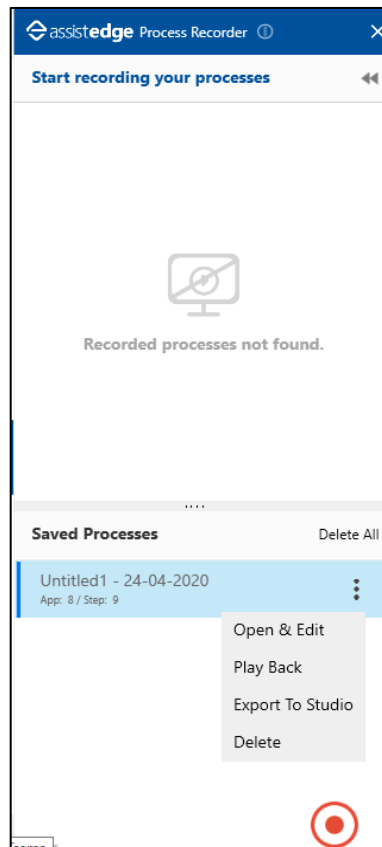 assistedge Process Recorder
Start recording your processes
Recorded processes not found.
Saved Processes Delete All
Untitled1 - 24-04-2020
App: 8 / Step: 9
Open & Edit
Play Back
Export To Studio
Delete